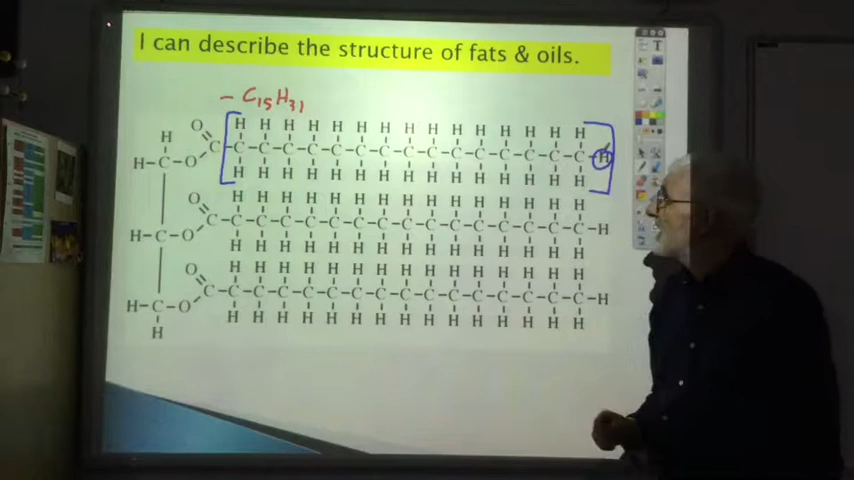 I can describe the structure of fats & oils.
– C₁₅H₃₁
O H H H H H H H H H H H H H H H
H
C–C–C–C–C–C–C–C–C–C–C–C–C–C–C–C–H
H–C–O
H H H H H H H H H H H H H H H
O H H H H H H H H H H H H H H H
C–C–C–C–C–C–C–C–C–C–C–C–C–C–C–C–H
H–C–O
H H H H H H H H H H H H H H H
O H H H H H H H H H H H H H H H
C–C–C–C–C–C–C–C–C–C–C–C–C–C–C–C–H
H–C–O
H H H H H H H H H H H H H H H
H